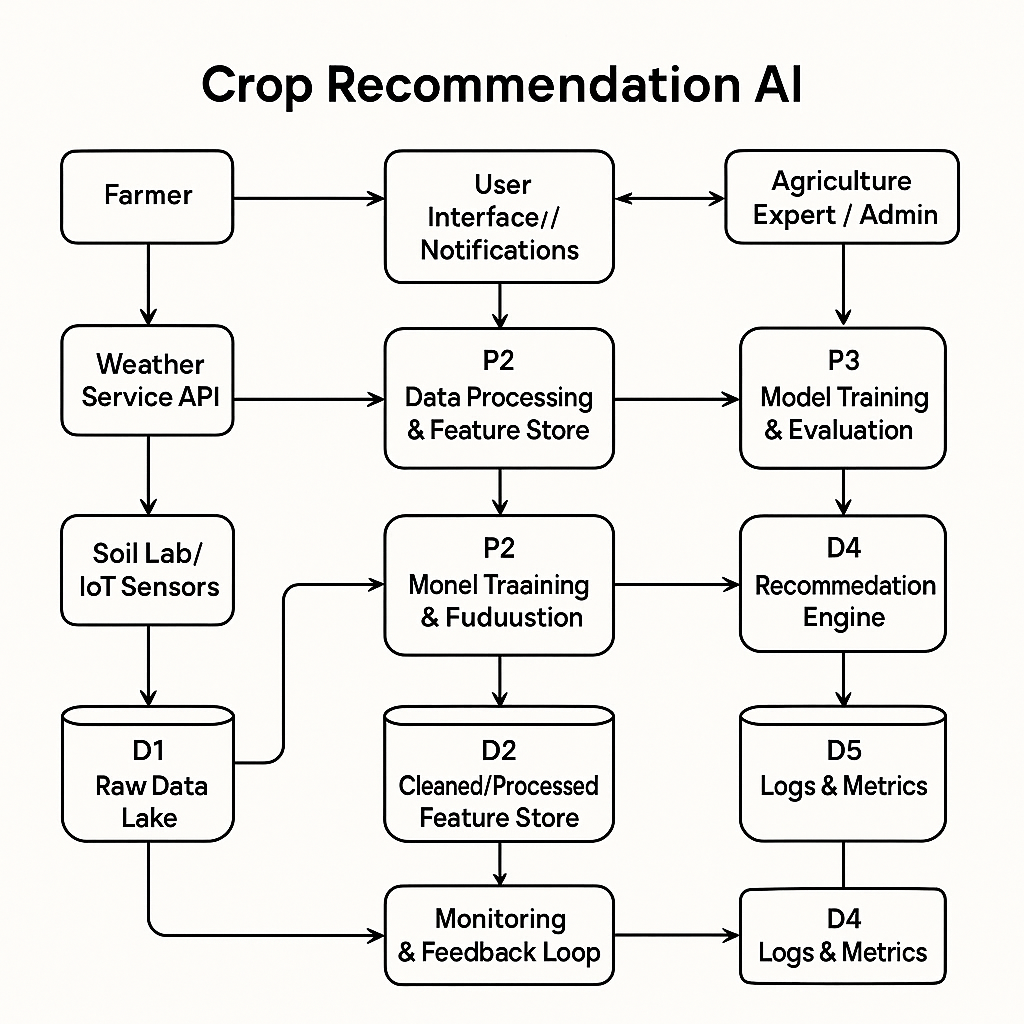 Crop Recommendation AI
Farmer
User
Interface//
Notifications
Agriculture
Expert / Admin
Weather
Service API
P2
Data Processing
& Feature Store
P3
Model Training
& Evaluation
Soil Lab/
IoT Sensors
P2
Monel Traaining
& Fuduustion
D4
Recommedation
Engine
D1
Raw Data
Lake
D2
Cleaned/Processed
Feature Store
D5
Logs & Metrics
Monitoring
& Feedback Loop
D4
Logs & Metrics